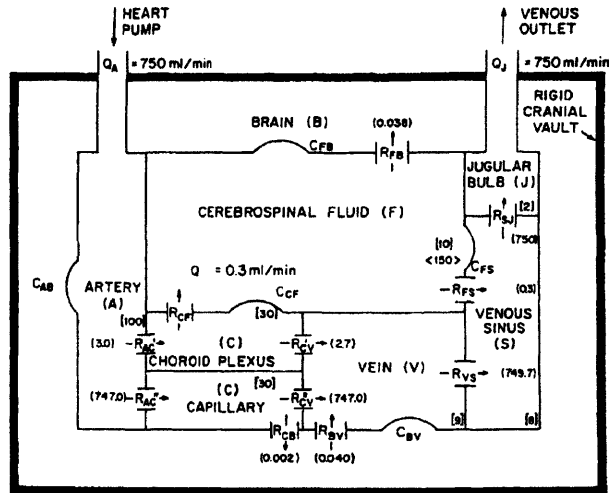 HEART
PUMP
VENOUS
OUTLET
Q_A = 750 ml/min
Q_J = 750 ml/min
RIGID
CRANIAL
VAULT
BRAIN (B)
(0.038)
C_FB
R_FB
JUGULAR
BULB (J)
[2]
R_SJ
(750)
CEREBROSPINAL FLUID (F)
[10]
<150>
C_FS
C_AB
Q = 0.3 ml/min
ARTERY
(A)
C_CF
R_FS
(0.3)
[100]
R_CF
[30]
VENOUS
SINUS
(S)
(3.0)
R_AC'
(C)
CHOROID PLEXUS
R_CV'
(2.7)
VEIN (V)
R_VS
(749.7)
(747.0)
R_AC"
(C) [30]
CAPILLARY
R_CV"
(747.0)
R_CB
R_BV
C_BV
[9]
[8]
(0.002)
(0.040)